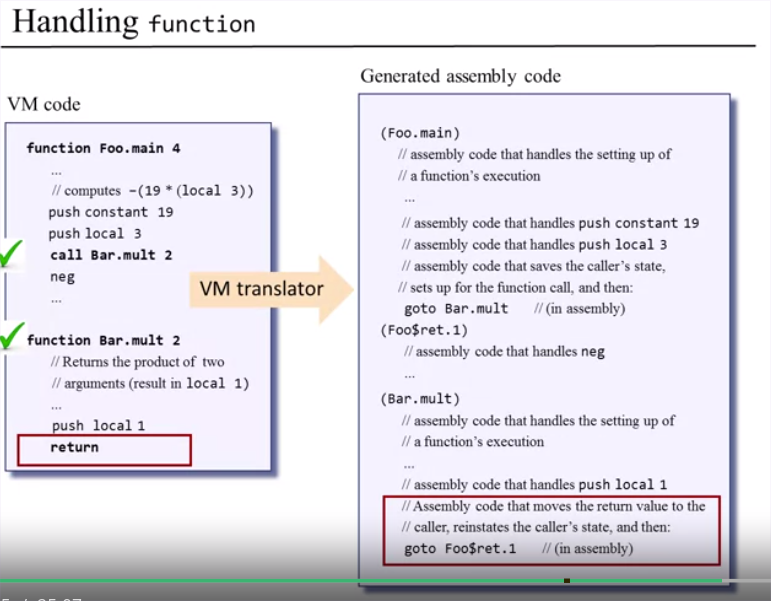 Handling function
VM code
function Foo.main 4
...
// computes -(19 * (local 3))
push constant 19
push local 3
call Bar.mult 2
neg
...
function Bar.mult 2
// Returns the product of two
// arguments (result in local 1)
...
push local 1
return
VM translator
Generated assembly code
(Foo.main)
// assembly code that handles the setting up of
// a function's execution
...
// assembly code that handles push constant 19
// assembly code that handles push local 3
// assembly code that saves the caller's state,
// sets up for the function call, and then:
goto Bar.mult // (in assembly)
(Foo$ret.1)
// assembly code that handles neg
...
(Bar.mult)
// assembly code that handles the setting up of
// a function's execution
...
// assembly code that handles push local 1
// Assembly code that moves the return value to the
// caller, reinstates the caller's state, and then:
goto Foo$ret.1 // (in assembly)